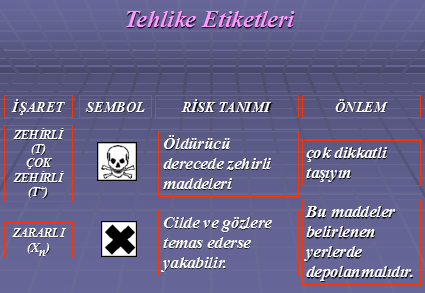 Tehlike Etiketleri
İŞARET SEMBOL RİSK TANIMI ÖNLEM
ZEHİRLİ
(T)
ÇOK
ZEHİRLİ
(T⁺)
Öldürücü
derecede zehirli
maddeleri
çok dikkatli
taşıyın
ZARARLI
(Xn)
Cilde ve gözlere
temas ederse
yakabilir.
Bu maddeler
belirlenen
yerlerde
depolanmalıdır.